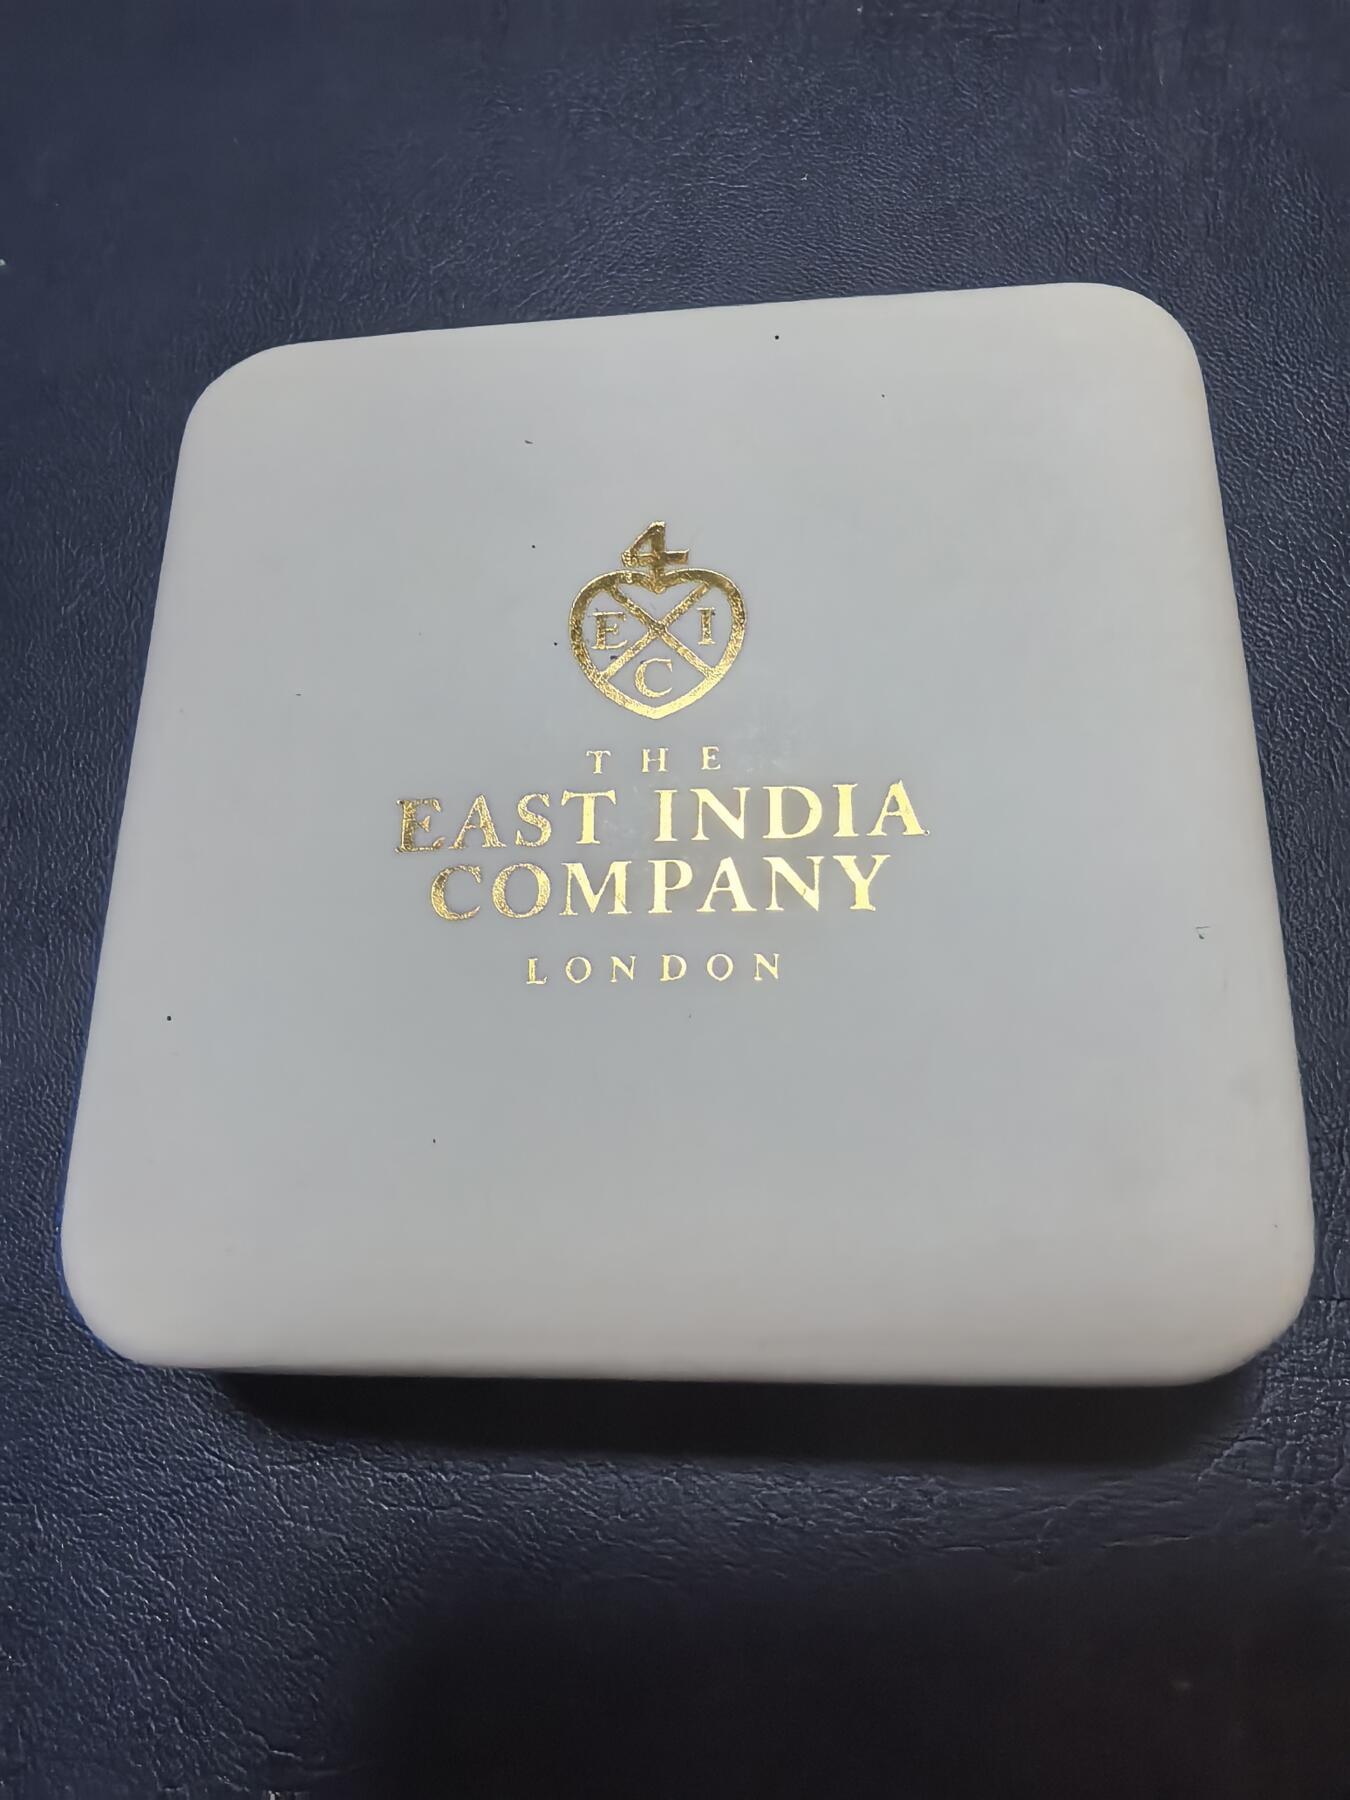 4
E I
C
THE
EAST INDIA
COMPANY
LONDON